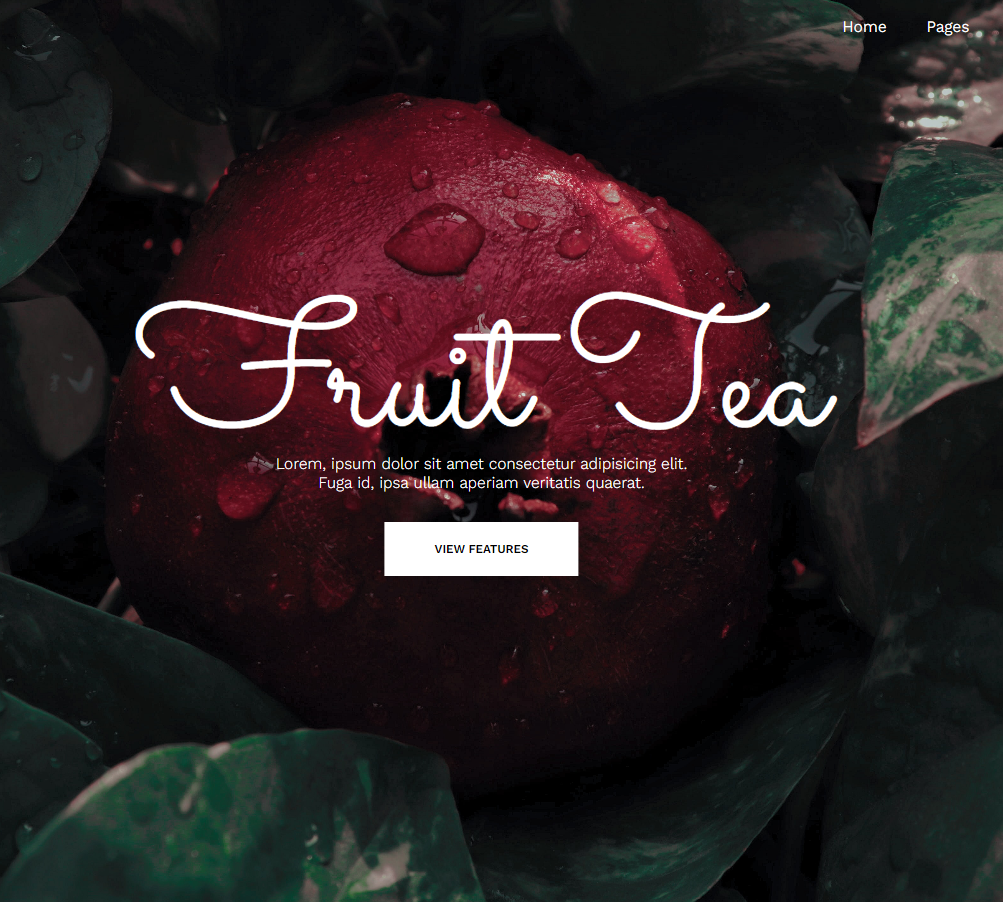 Home Pages
Fruit Tea
Lorem, ipsum dolor sit amet consectetur adipisicing elit.
Fuga id, ipsa ullam aperiam veritatis quaerat.
VIEW FEATURES